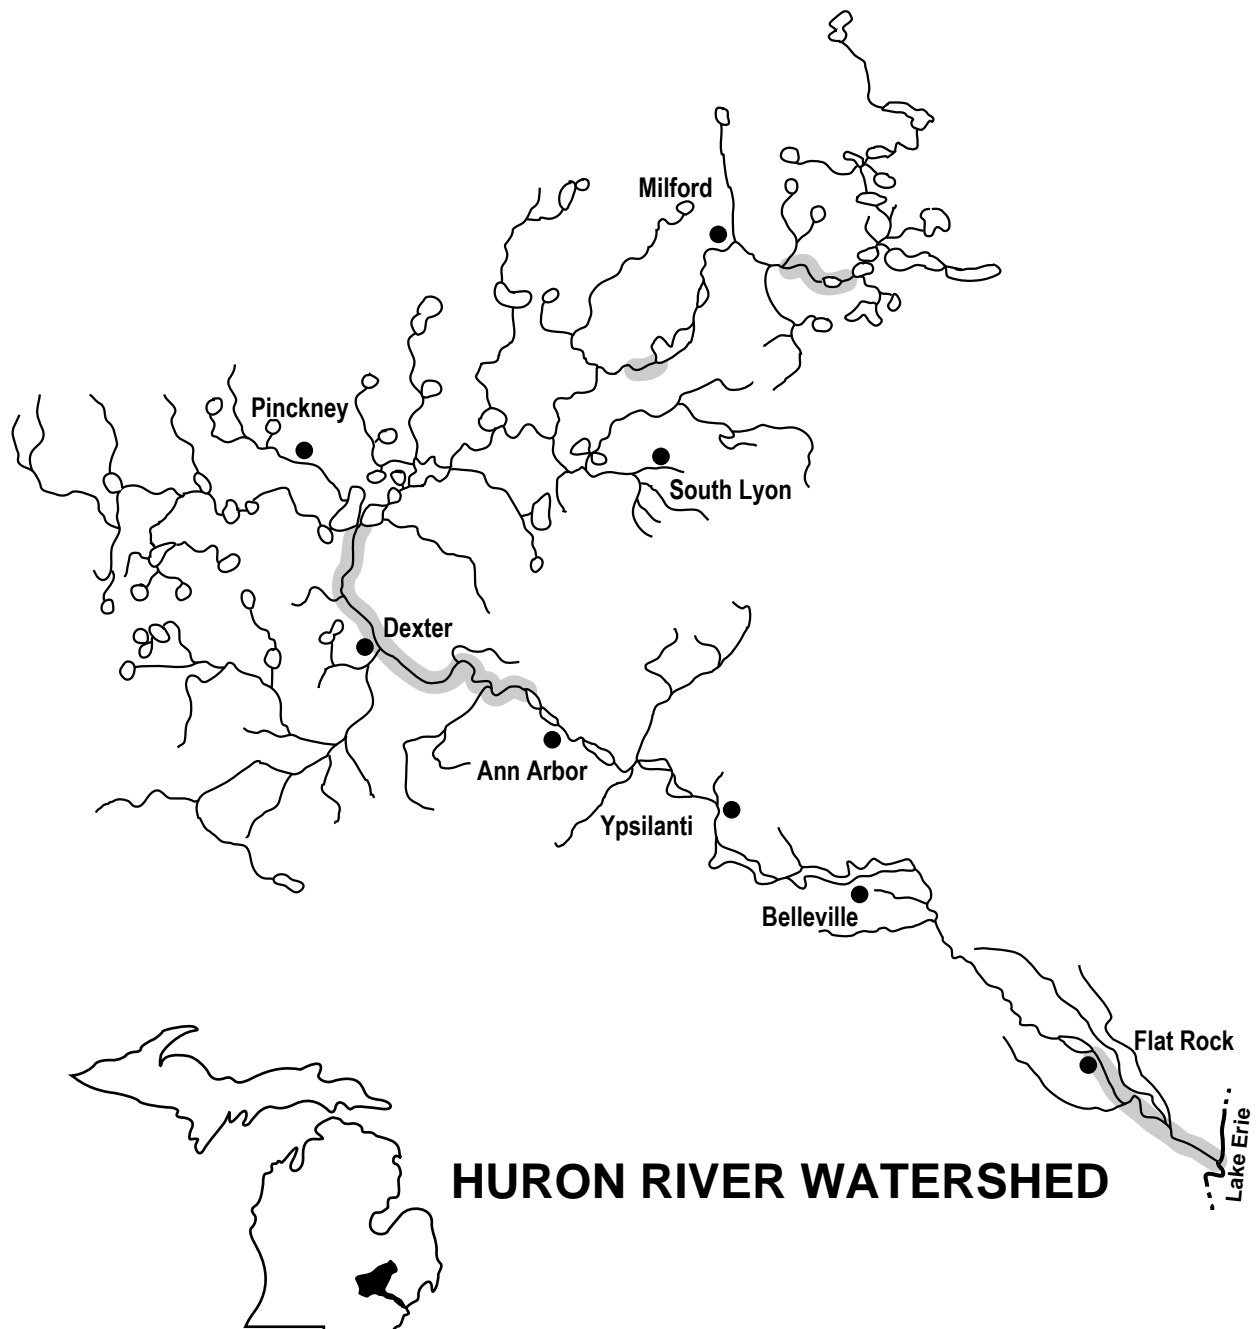 Milford
Pinckney
South Lyon
Dexter
Ann Arbor
Ypsilanti
Belleville
Flat Rock
Lake Erie
HURON RIVER WATERSHED